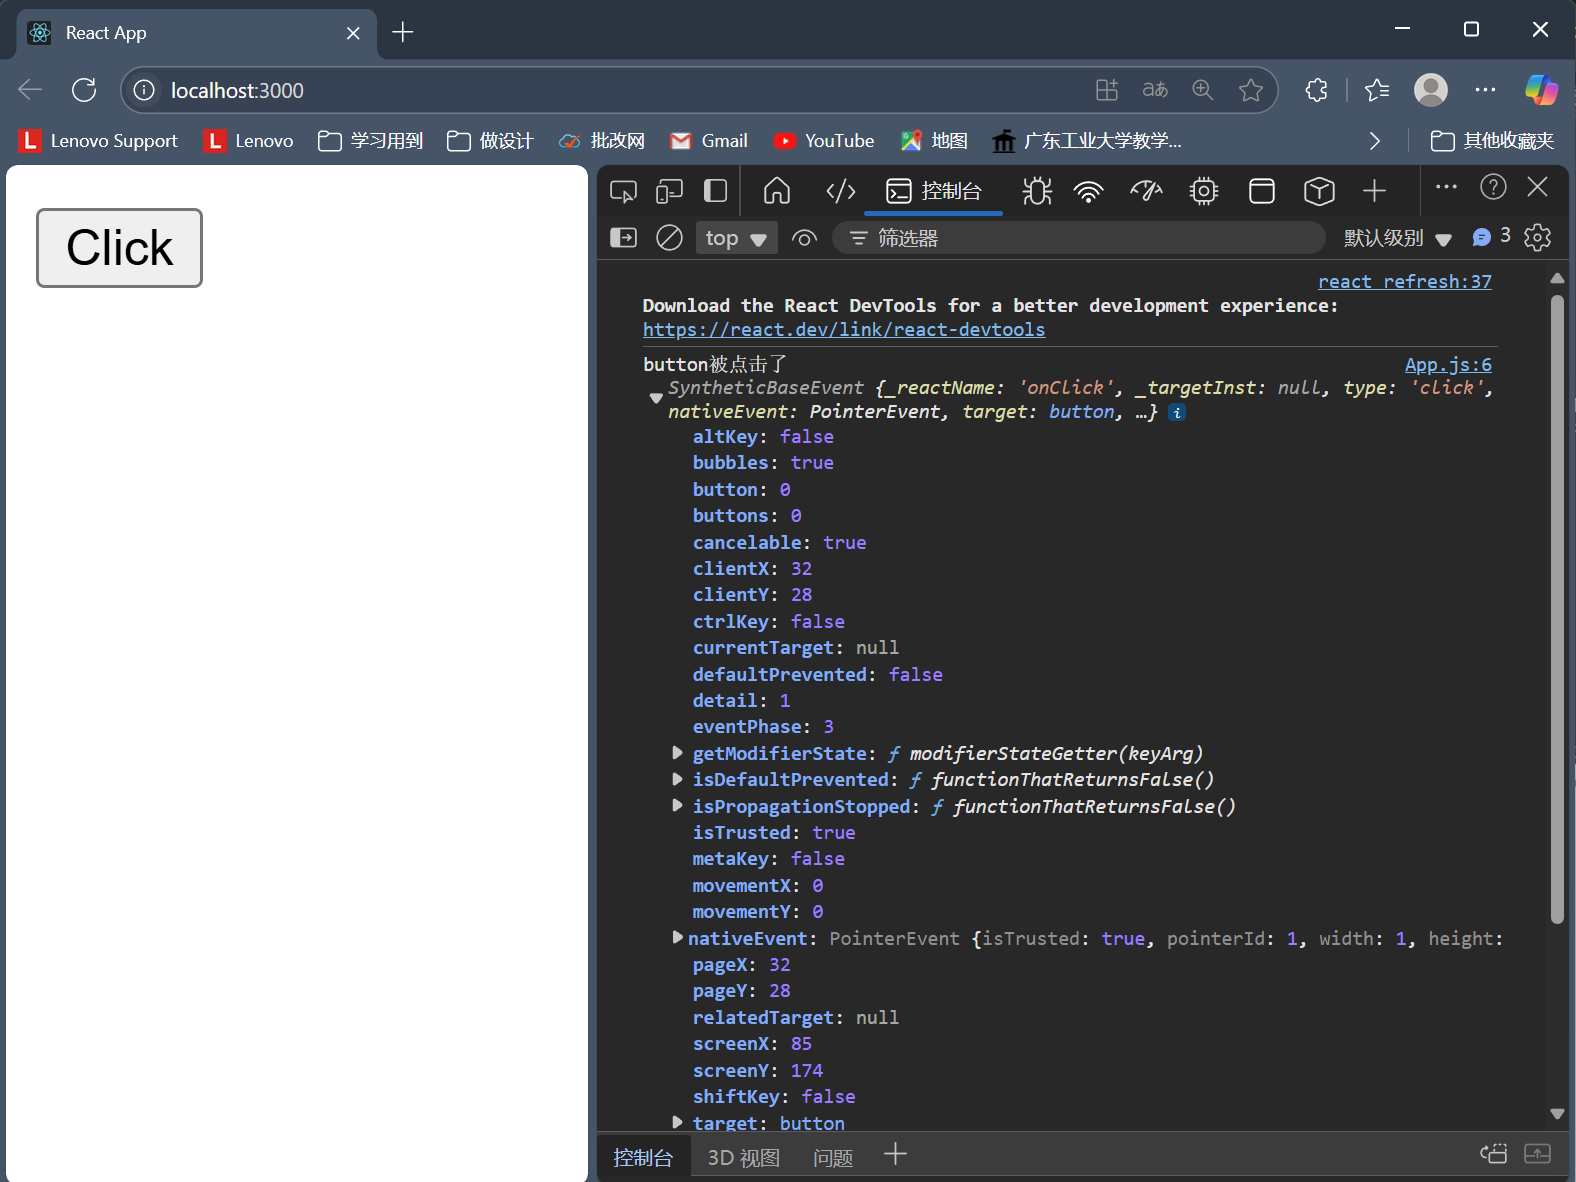 React App
localhost:3000
あ
L Lenovo Support L Lenovo 学习用到 做设计 批改网 Gmail YouTube 地图 广东工业大学教学... 其他收藏夹
Click
控制台
top 筛选器 默认级别 3
react refresh:37
Download the React DevTools for a better development experience:
https://react.dev/link/react-devtools
button被点击了 App.js:6
SyntheticBaseEvent {_reactName: 'onClick', _targetInst: null, type: 'click',
nativeEvent: PointerEvent, target: button, …} i
altKey: false
bubbles: true
button: 0
buttons: 0
cancelable: true
clientX: 32
clientY: 28
ctrlKey: false
currentTarget: null
defaultPrevented: false
detail: 1
eventPhase: 3
getModifierState: ƒ modifierStateGetter(keyArg)
isDefaultPrevented: ƒ functionThatReturnsFalse()
isPropagationStopped: ƒ functionThatReturnsFalse()
isTrusted: true
metaKey: false
movementX: 0
movementY: 0
nativeEvent: PointerEvent {isTrusted: true, pointerId: 1, width: 1, height:
pageX: 32
pageY: 28
relatedTarget: null
screenX: 85
screenY: 174
shiftKey: false
target: button
控制台 3D 视图 问题